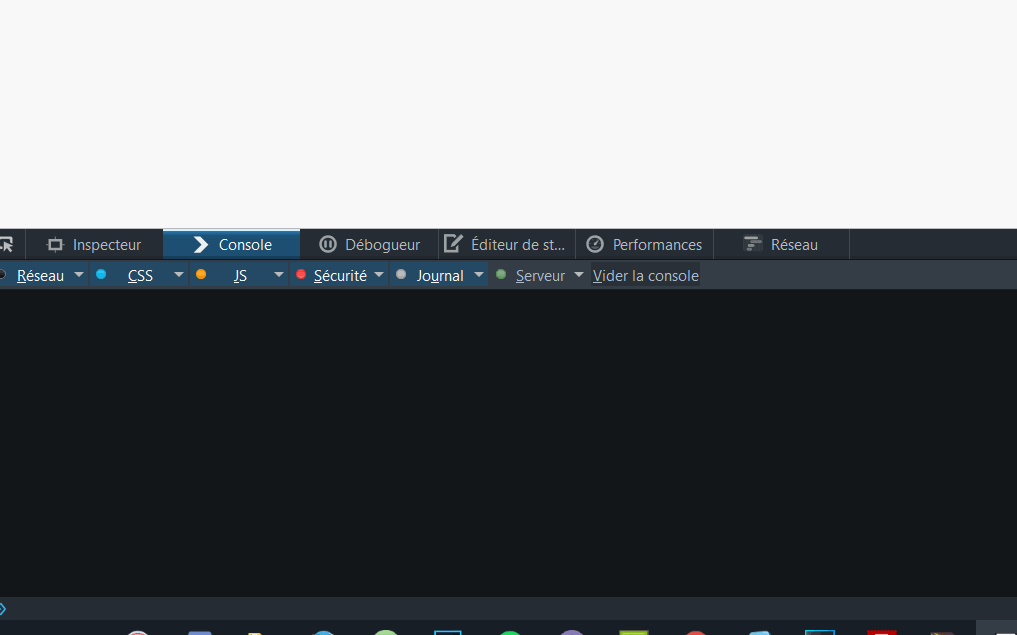 Inspecteur Console Débogueur Éditeur de st... Performances Réseau
Réseau CSS JS Sécurité Journal Serveur Vider la console